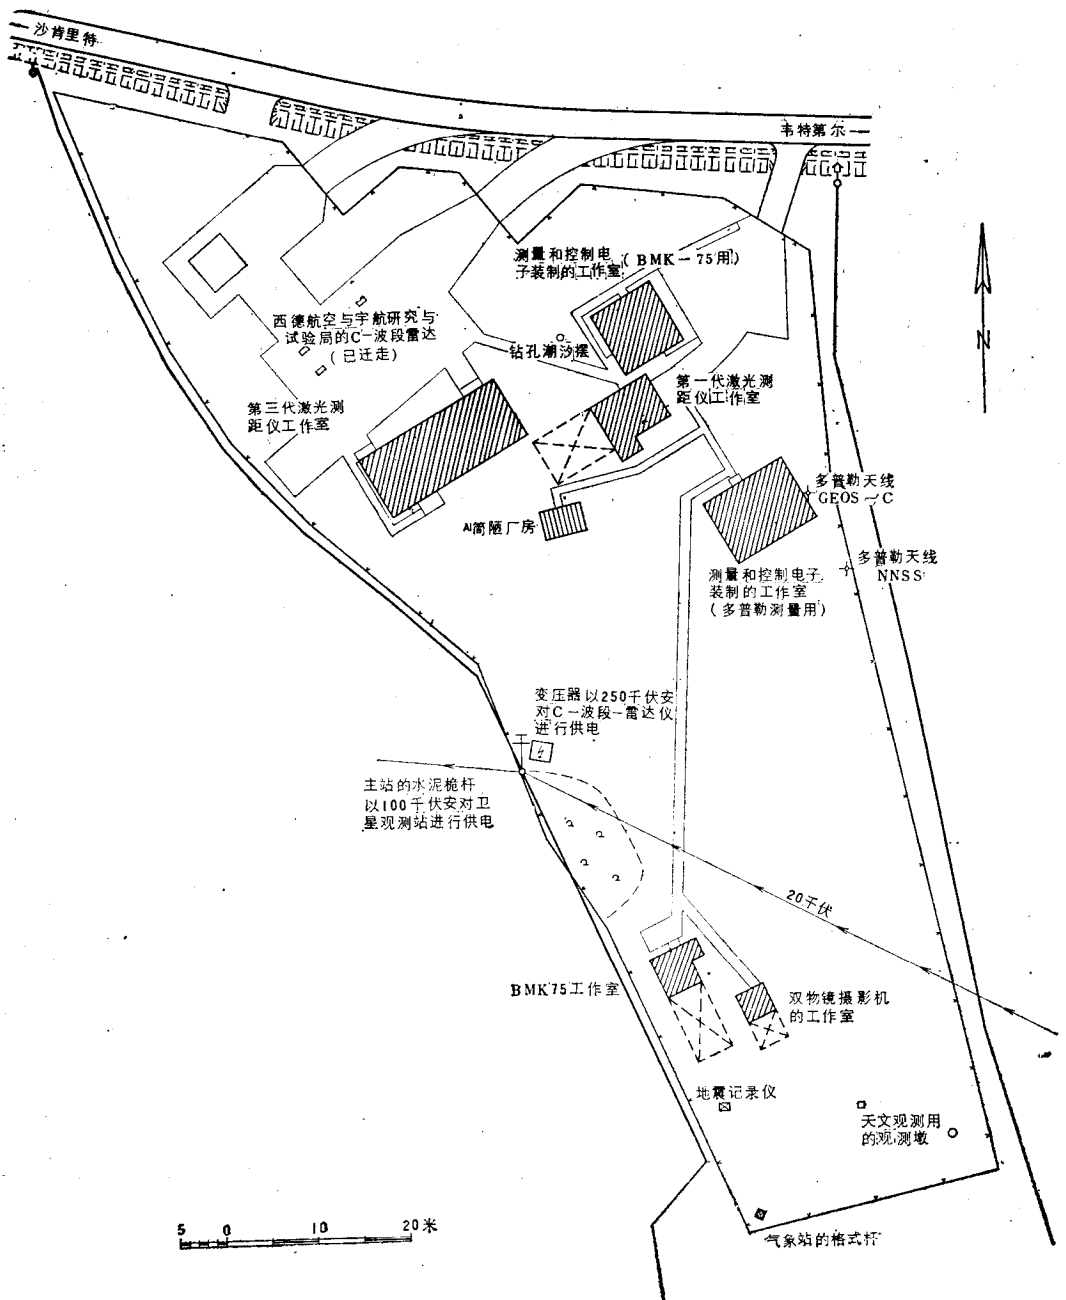 沙肯里特
韦特第尔
测量和控制电
子装制的工作室
(BMK-75用)
西德航空与宇航研究与
试验局的C-波段雷达
(已迁走)
钻孔潮汐摆
第一代激光测
距仪工作室
第三代激光测
距仪工作室
N
AI简陋厂房
多普勒天线
GEOS-C
多普勒天线
NNSS
测量和控制电子
装制的工作室
(多普勒测量用)
变压器以250千伏安
对C-波段-雷达仪
进行供电
主站的水泥桅杆
以100千伏安对卫
星观测站进行供电
20千伏
BMK75工作室
双物镜摄影机
的工作室
地震记录仪
天文观测用
的观测墩
5 0 10 20米
气象站的格式杆